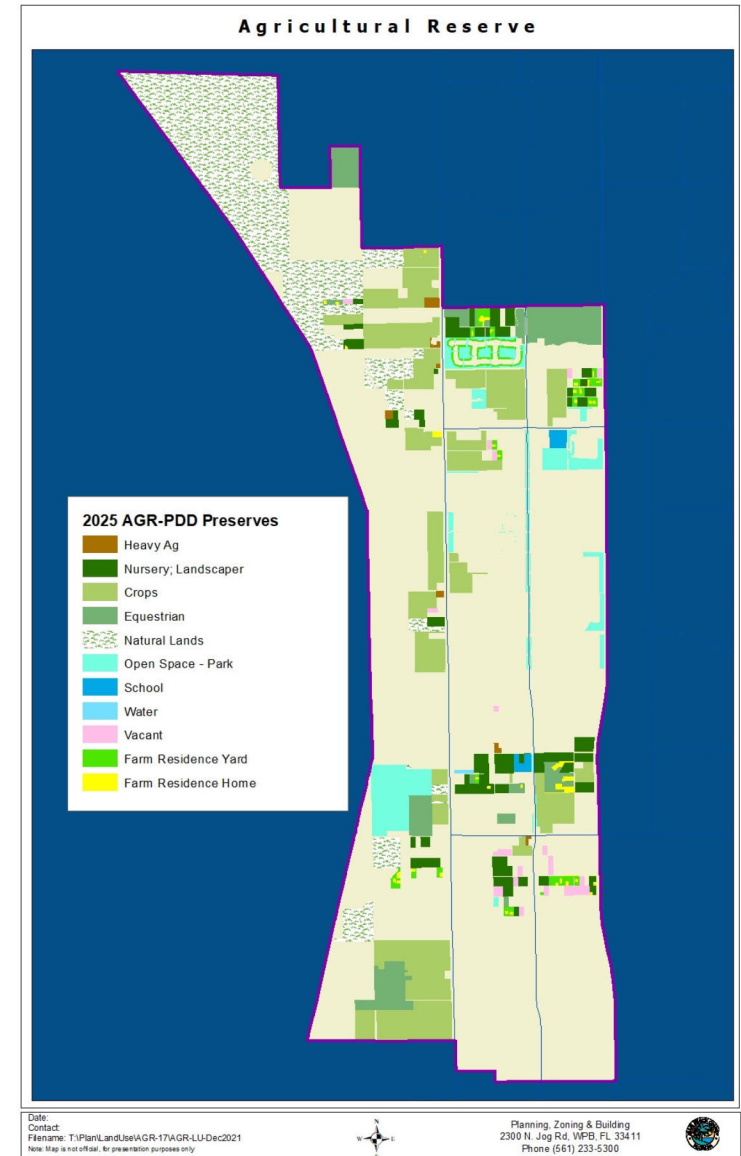 Agricultural Reserve
2025 AGR-PDD Preserves
Heavy Ag
Nursery; Landscaper
Crops
Equestrian
Natural Lands
Open Space - Park
School
Water
Vacant
Farm Residence Yard
Farm Residence Home
Date:
Contact:
Filename: T:\Plan\LandUse\AGR-17\AGR-LU-Dec2021
Note: Map is not official, for presentation purposes only
N
W E
S
Planning, Zoning & Building
2300 N. Jog Rd, WPB, FL 33411
Phone (561) 233-5300